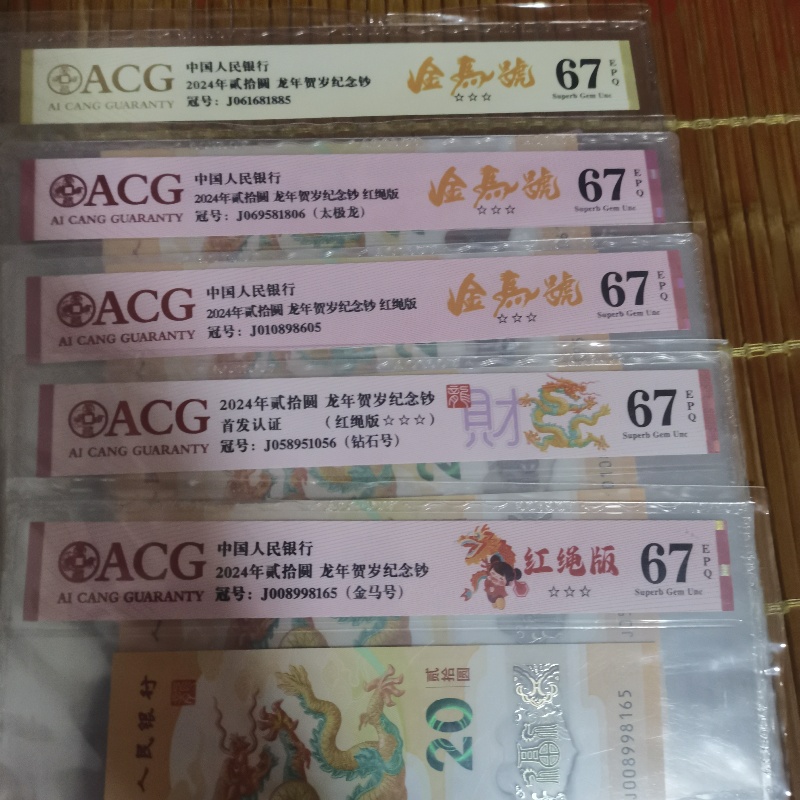 ACG
AI CANG GUARANTY
中国人民银行
2024年贰拾圆 龙年贺岁纪念钞
冠号：J061681885
金馬號
☆☆☆
67
EPQ
Superb Gem Unc
ACG
AI CANG GUARANTY
中国人民银行
2024年贰拾圆 龙年贺岁纪念钞 红绳版
冠号：J069581806（太极龙）
金馬號
☆☆☆
67
EPQ
Superb Gem Unc
ACG
AI CANG GUARANTY
中国人民银行
2024年贰拾圆 龙年贺岁纪念钞 红绳版
冠号：J010898605
金馬號
☆☆☆
67
EPQ
Superb Gem Unc
ACG
AI CANG GUARANTY
2024年贰拾圆 龙年贺岁纪念钞
首发认证 （红绳版☆☆☆）
冠号：J058951056（钻石号）
龍
財
67
EPQ
Superb Gem Unc
ACG
AI CANG GUARANTY
中国人民银行
2024年贰拾圆 龙年贺岁纪念钞
冠号：J008998165（金马号）
红绳版
☆☆☆
67
EPQ
Superb Gem Unc
人民银行
贰拾圆
20
J008998165